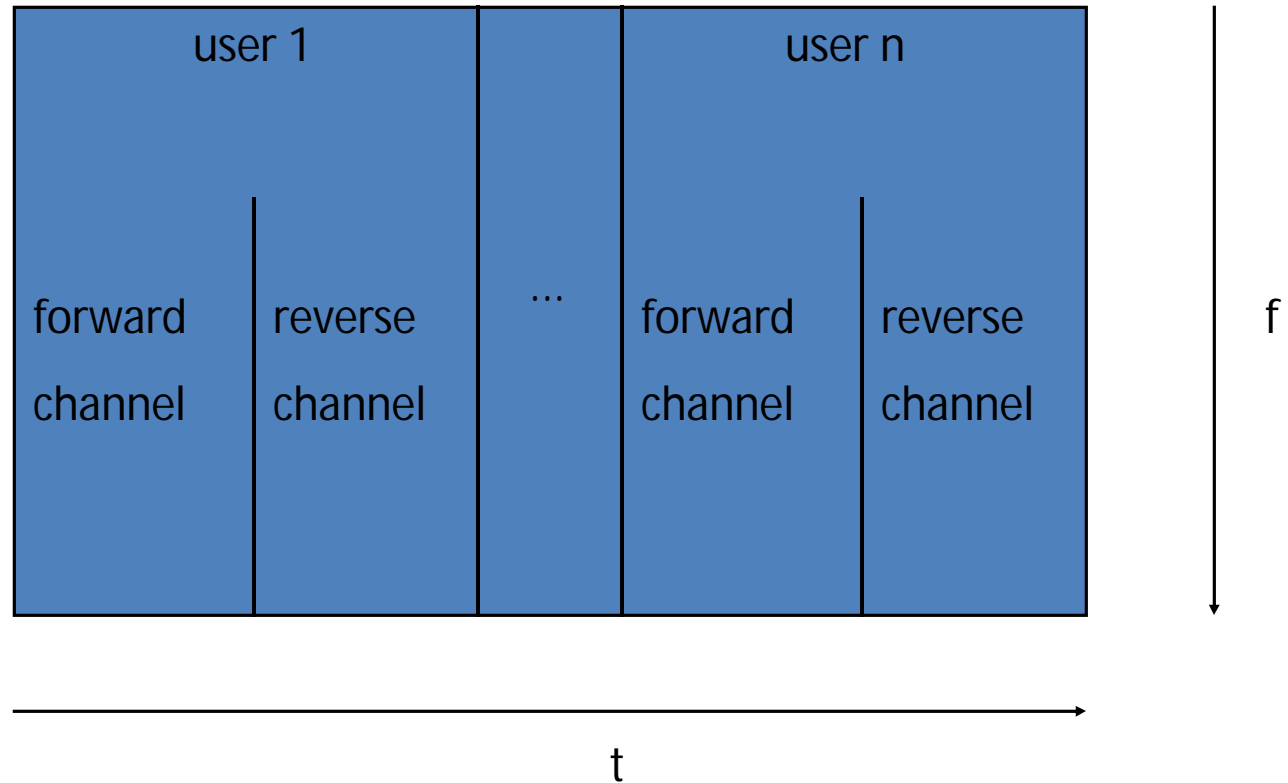 user 1
user n
...
forward
channel
reverse
channel
forward
channel
reverse
channel
f
t